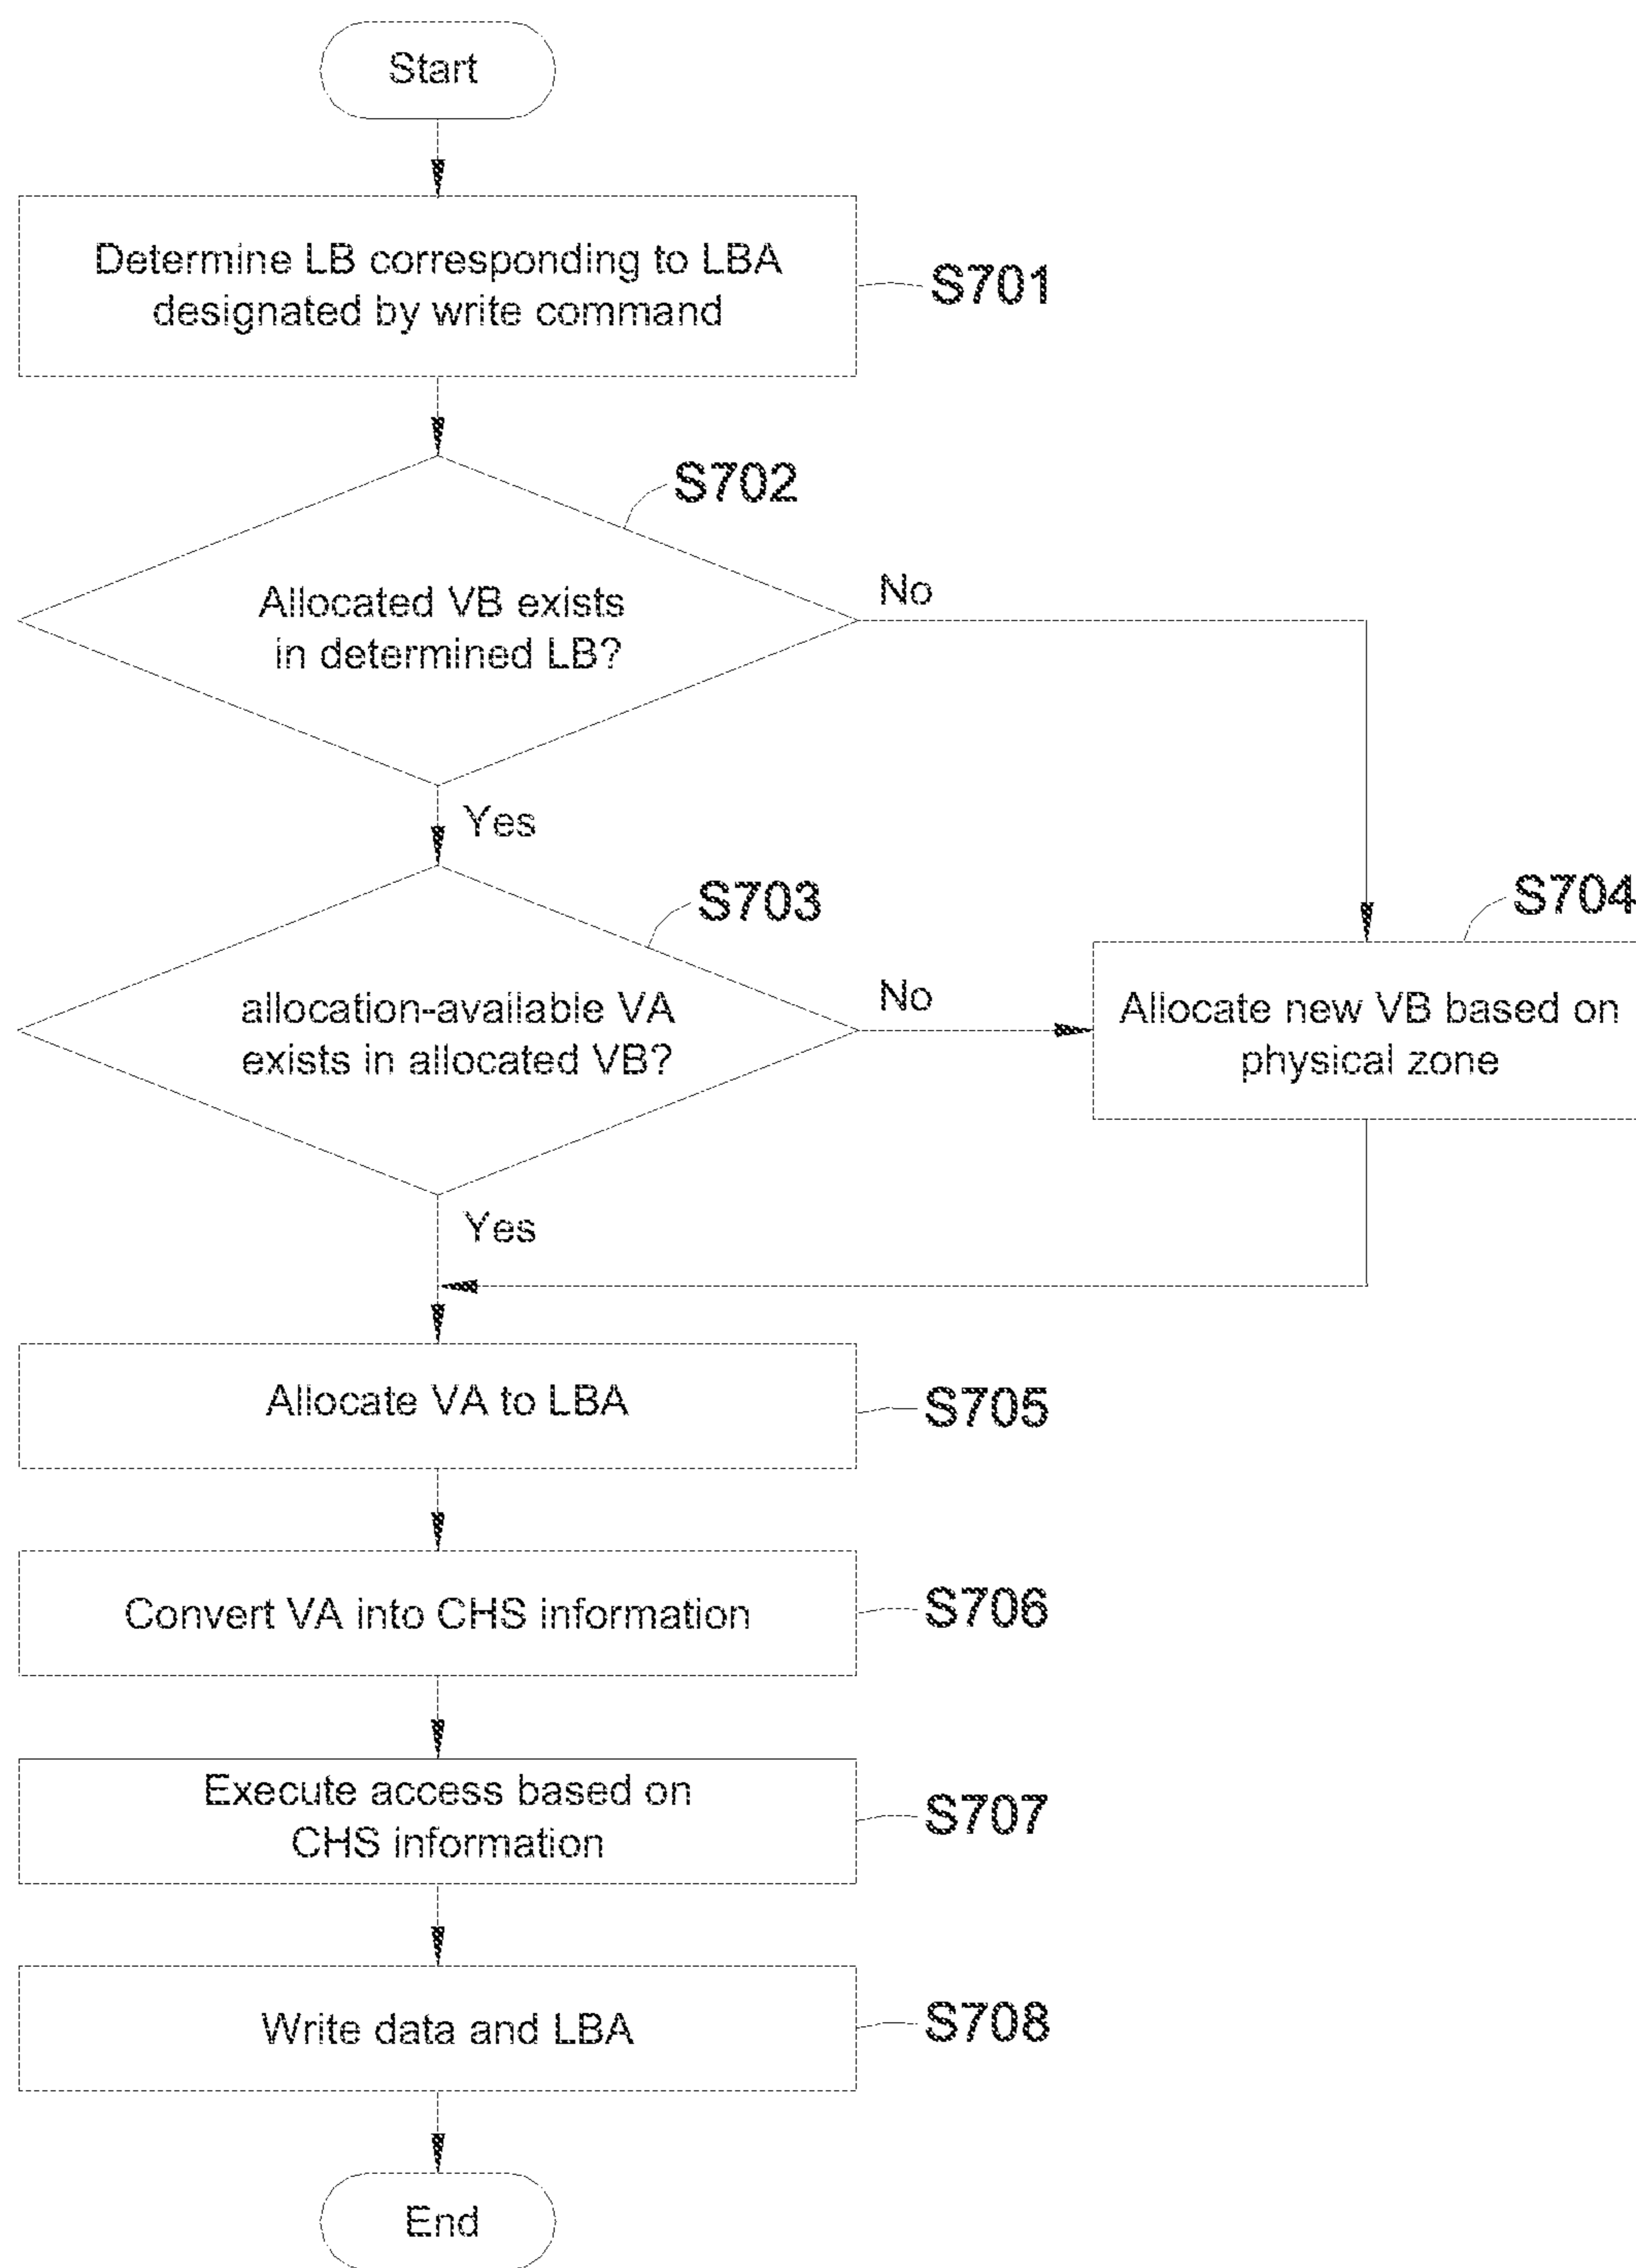 Start
Determine LB corresponding to LBA
designated by write command
S701
S702
Allocated VB exists
in determined LB?
No
Yes
S703
S704
allocation-available VA
exists in allocated VB?
No
Allocate new VB based on
physical zone
Yes
Allocate VA to LBA
S705
Convert VA into CHS information
S706
Execute access based on
CHS information
S707
Write data and LBA
S708
End